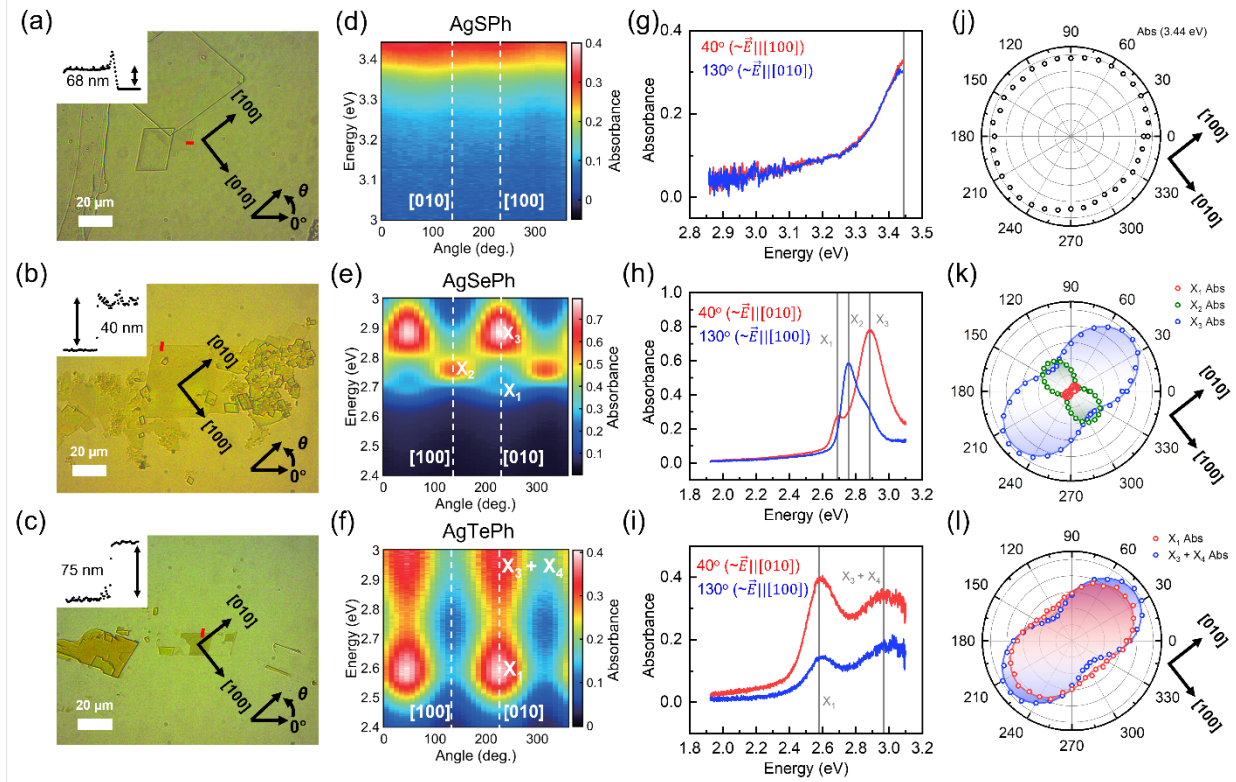 (a)
68 nm
[100]
[010]
θ
0°
20 μm
(d)
AgSPh
3.4
3.3
3.2
3.1
3
Energy (eV)
[010]
[100]
0 100 200 300
Angle (deg.)
0.4
0.3
0.2
0.1
0
Absorbance
(g)
40° (~E⃗||[100])
130° (~E⃗||[010])
0.4
0.2
0.0
Absorbance
2.8 2.9 3.0 3.1 3.2 3.3 3.4 3.5
Energy (eV)
(j)
Abs (3.44 eV)
90
120 60
150 30
180 0
210 330
240 300
270
[100]
[010]
(b)
40 nm
[010]
[100]
θ
0°
20 μm
(e)
AgSePh
3
2.9
2.8
2.7
2.6
2.5
2.4
Energy (eV)
X3
X2
X1
[100]
[010]
0 100 200 300
Angle (deg.)
0.7
0.6
0.5
0.4
0.3
0.2
0.1
0
Absorbance
(h)
40° (~E⃗||[010])
130° (~E⃗||[100])
X1
X2
X3
1.0
0.8
0.6
0.4
0.2
0.0
Absorbance
1.8 2.0 2.2 2.4 2.6 2.8 3.0 3.2
Energy (eV)
(k)
X1 Abs
X2 Abs
X3 Abs
90
120 60
150 30
180 0
210 330
240 300
270
[010]
[100]
(c)
75 nm
[010]
[100]
θ
0°
20 μm
(f)
AgTePh
3
2.9
2.8
2.7
2.6
2.5
2.4
Energy (eV)
X3 + X4
X1
[100]
[010]
0 100 200 300
Angle (deg.)
0.4
0.3
0.2
0.1
0
Absorbance
(i)
40° (~E⃗||[010])
130° (~E⃗||[100])
X3 + X4
X1
0.4
0.2
0.0
Absorbance
1.8 2.0 2.2 2.4 2.6 2.8 3.0 3.2
Energy (eV)
(l)
X1 Abs
X3 + X4 Abs
90
120 60
150 30
180 0
210 330
240 300
270
[010]
[100]